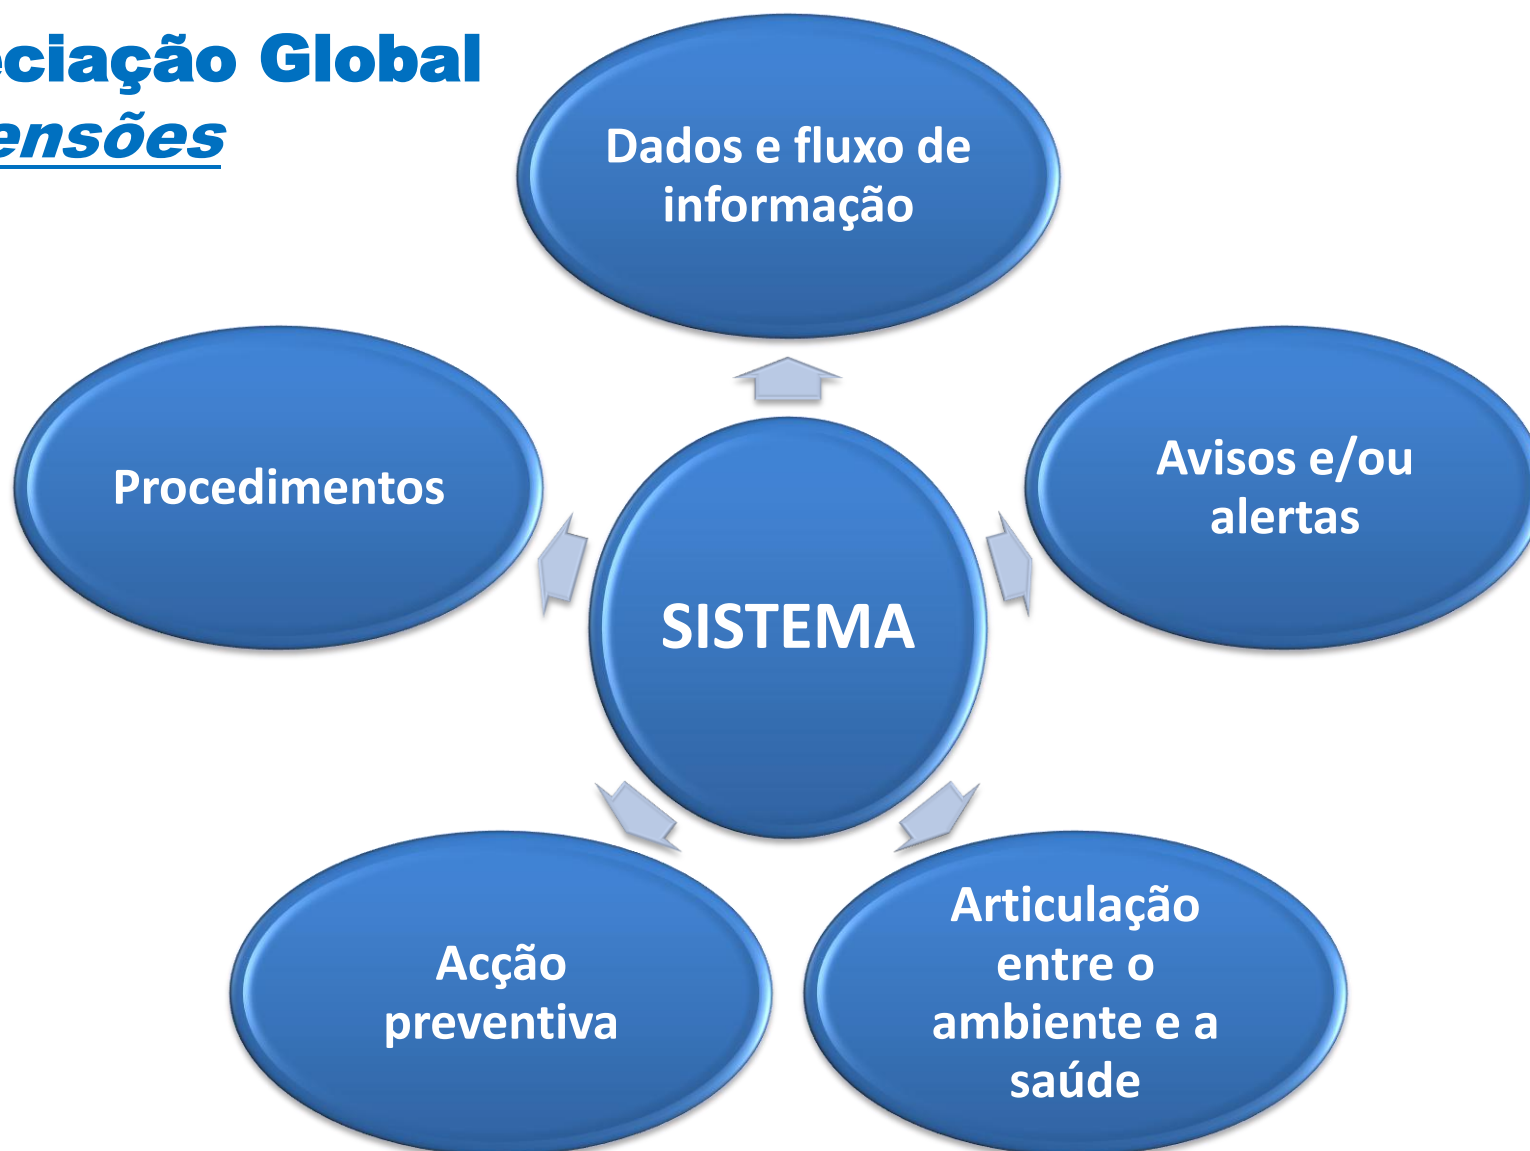 eciação Global
ensões
Dados e fluxo de
informação
Procedimentos
Avisos e/ou
alertas
SISTEMA
Acção
preventiva
Articulação
entre o
ambiente e a
saúde